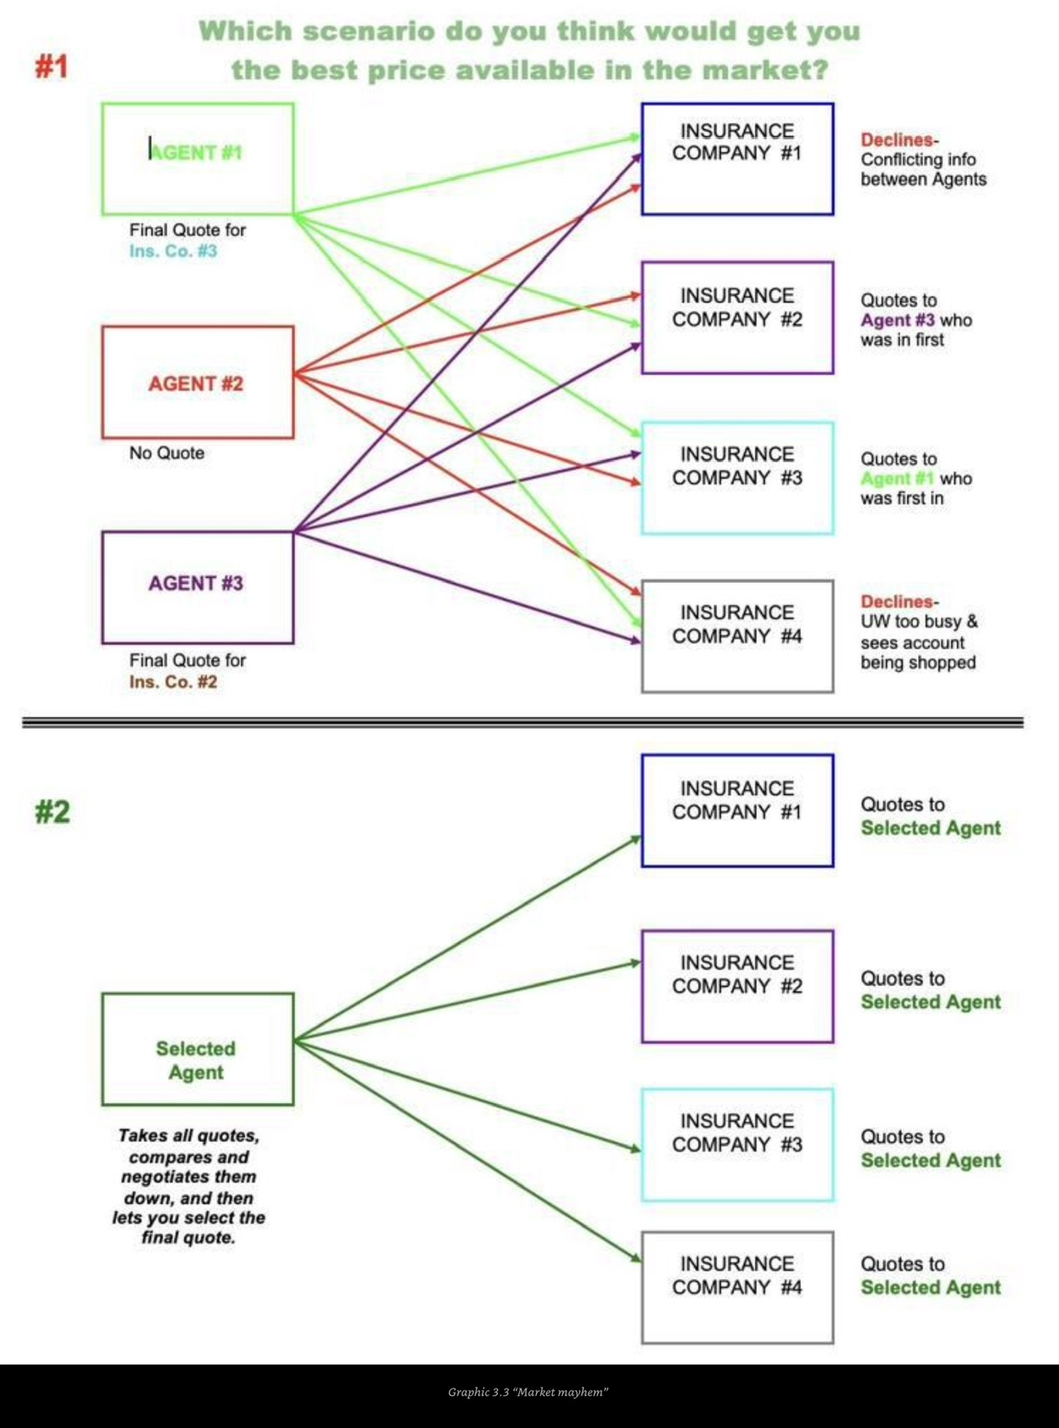 Which scenario do you think would get you
the best price available in the market?
#1
AGENT #1
Final Quote for
Ins. Co. #3
AGENT #2
No Quote
AGENT #3
Final Quote for
Ins. Co. #2
INSURANCE
COMPANY #1
Declines-
Conflicting info
between Agents
INSURANCE
COMPANY #2
Quotes to
Agent #3 who
was in first
INSURANCE
COMPANY #3
Quotes to
Agent #1 who
was first in
INSURANCE
COMPANY #4
Declines-
UW too busy &
sees account
being shopped
#2
Selected
Agent
Takes all quotes,
compares and
negotiates them
down, and then
lets you select the
final quote.
INSURANCE
COMPANY #1
Quotes to
Selected Agent
INSURANCE
COMPANY #2
Quotes to
Selected Agent
INSURANCE
COMPANY #3
Quotes to
Selected Agent
INSURANCE
COMPANY #4
Quotes to
Selected Agent
Graphic 3.3 “Market mayhem”